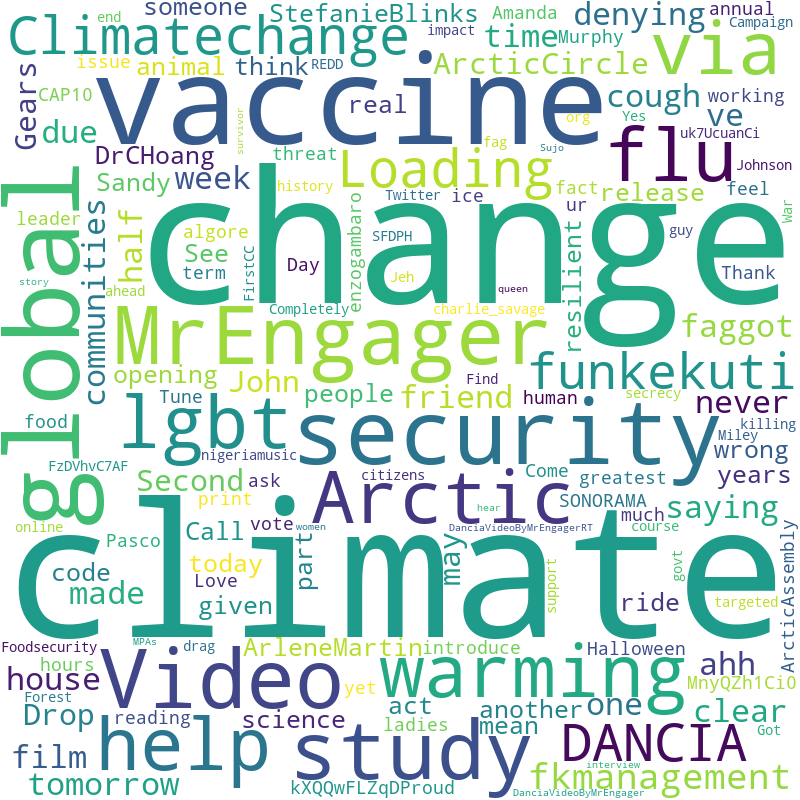 someone
StefanieBlinks
Amanda
end
impact
denying
annual
Campaign
Climatechange
time
Murphy
via
issue
animal
think
REDD
ArcticCircle
Gears
CAP10
vaccine
real
cough
working
org
ve
due
survivor
fag
Yes
Sujo
uk7UcuanCi
DrCHoang
threat
Loading
flu
Johnson
Sandy
week
history
Twitter
ice
fact
release
feel
global
leader
communities
half
algore
See
term
change
enzogambaro
SFDPH
ur
resilient
guy
War
FirstCC
Day
Jeh
queen
Thank
story
ahead
Completely
charlie_savage
MrEngager
faggot
opening
John
Find
funkekuti
Tune
people
friend
human
secrecy
never
food
lgbt
security
killing
Miley
nigeriamusic
wrong
FzDVhvC7AF
Second
ask
Arctic
citizens
Come
greatest
years
print
SONORAMA
saying
online
hear
much
Pasco
Call
vote
women
DanciaVideoByMrEngagerRT
course
climate
code
today
part
may
support
govt
ArcticAssembly
made
given
Love
ride
targeted
Foodsecurity
MPAs
drag
ArleneMartin
introduce
Halloween
hours
Video
yet
warming
ahh
house
MnyQZh1Ci0
Forest
Drop
reading
science
act
ladies
another
mean
one
clear
Got
film
help
study
DANCIA
interview
tomorrow
kXQQwFLZqDProud
fkmanagement
DanciaVideoByMrEngager